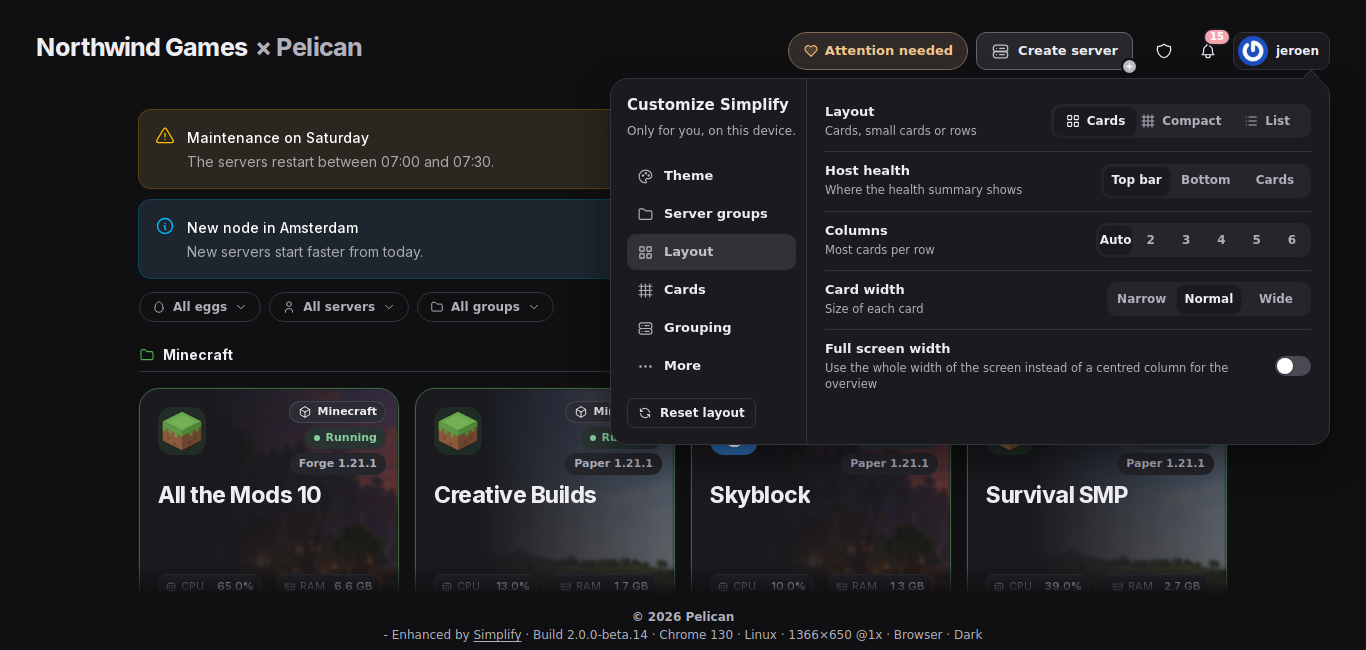 Northwind Games × Pelican
Attention needed
Create server
15
jeroen
Maintenance on Saturday
The servers restart between 07:00 and 07:30.
New node in Amsterdam
New servers start faster from today.
All eggs
All servers
All groups
Customize Simplify
Only for you, on this device.
Theme
Server groups
Layout
Cards
Grouping
More
Reset layout
Layout
Cards, small cards or rows
Cards Compact List
Host health
Where the health summary shows
Top bar Bottom Cards
Columns
Most cards per row
Auto 2 3 4 5 6
Card width
Size of each card
Narrow Normal Wide
Full screen width
Use the whole width of the screen instead of a centred column for the
overview
Minecraft
Minecraft
Running
Forge 1.21.1
All the Mods 10
CPU 65.0% RAM 6.6 GB
Paper 1.21.1
Creative Builds
CPU 13.0% RAM 1.7 GB
Paper 1.21.1
Skyblock
CPU 10.0% RAM 1.3 GB
Paper 1.21.1
Survival SMP
CPU 39.0% RAM 2.7 GB
© 2026 Pelican
- Enhanced by Simplify · Build 2.0.0-beta.14 · Chrome 130 · Linux · 1366×650 @1x · Browser · Dark